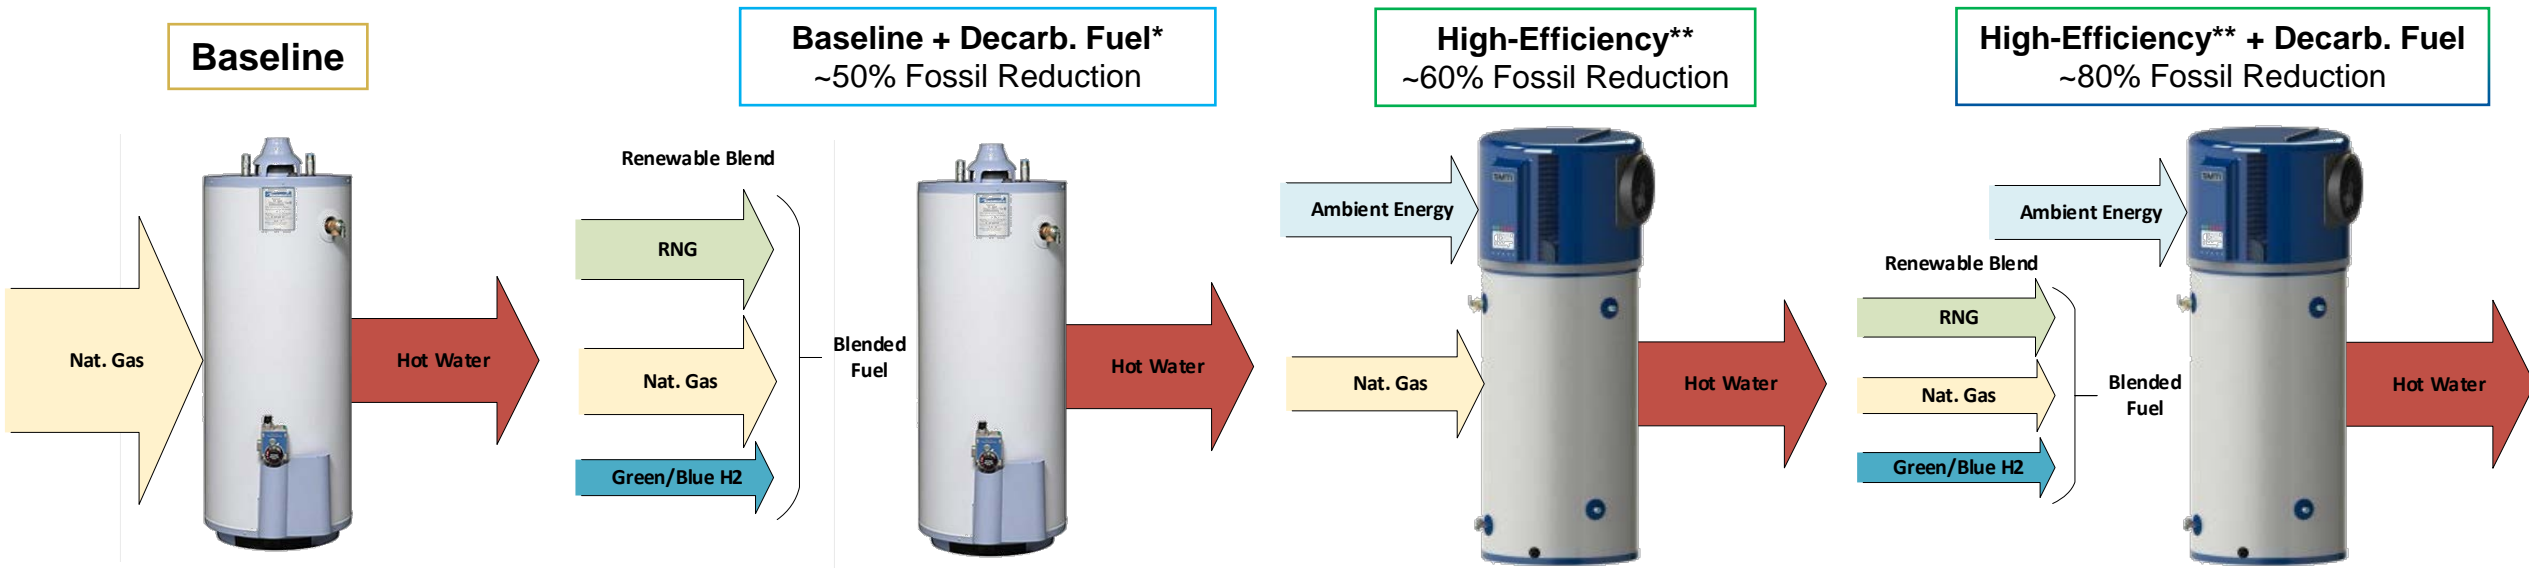 Baseline
Baseline + Decarb. Fuel*
~50% Fossil Reduction
High-Efficiency**
~60% Fossil Reduction
High-Efficiency** + Decarb. Fuel
~80% Fossil Reduction
Nat. Gas
Hot Water
Renewable Blend
RNG
Nat. Gas
Green/Blue H2
Blended
Fuel
Hot Water
Ambient Energy
Nat. Gas
Hot Water
Ambient Energy
Renewable Blend
RNG
Nat. Gas
Green/Blue H2
Blended
Fuel
Hot Water